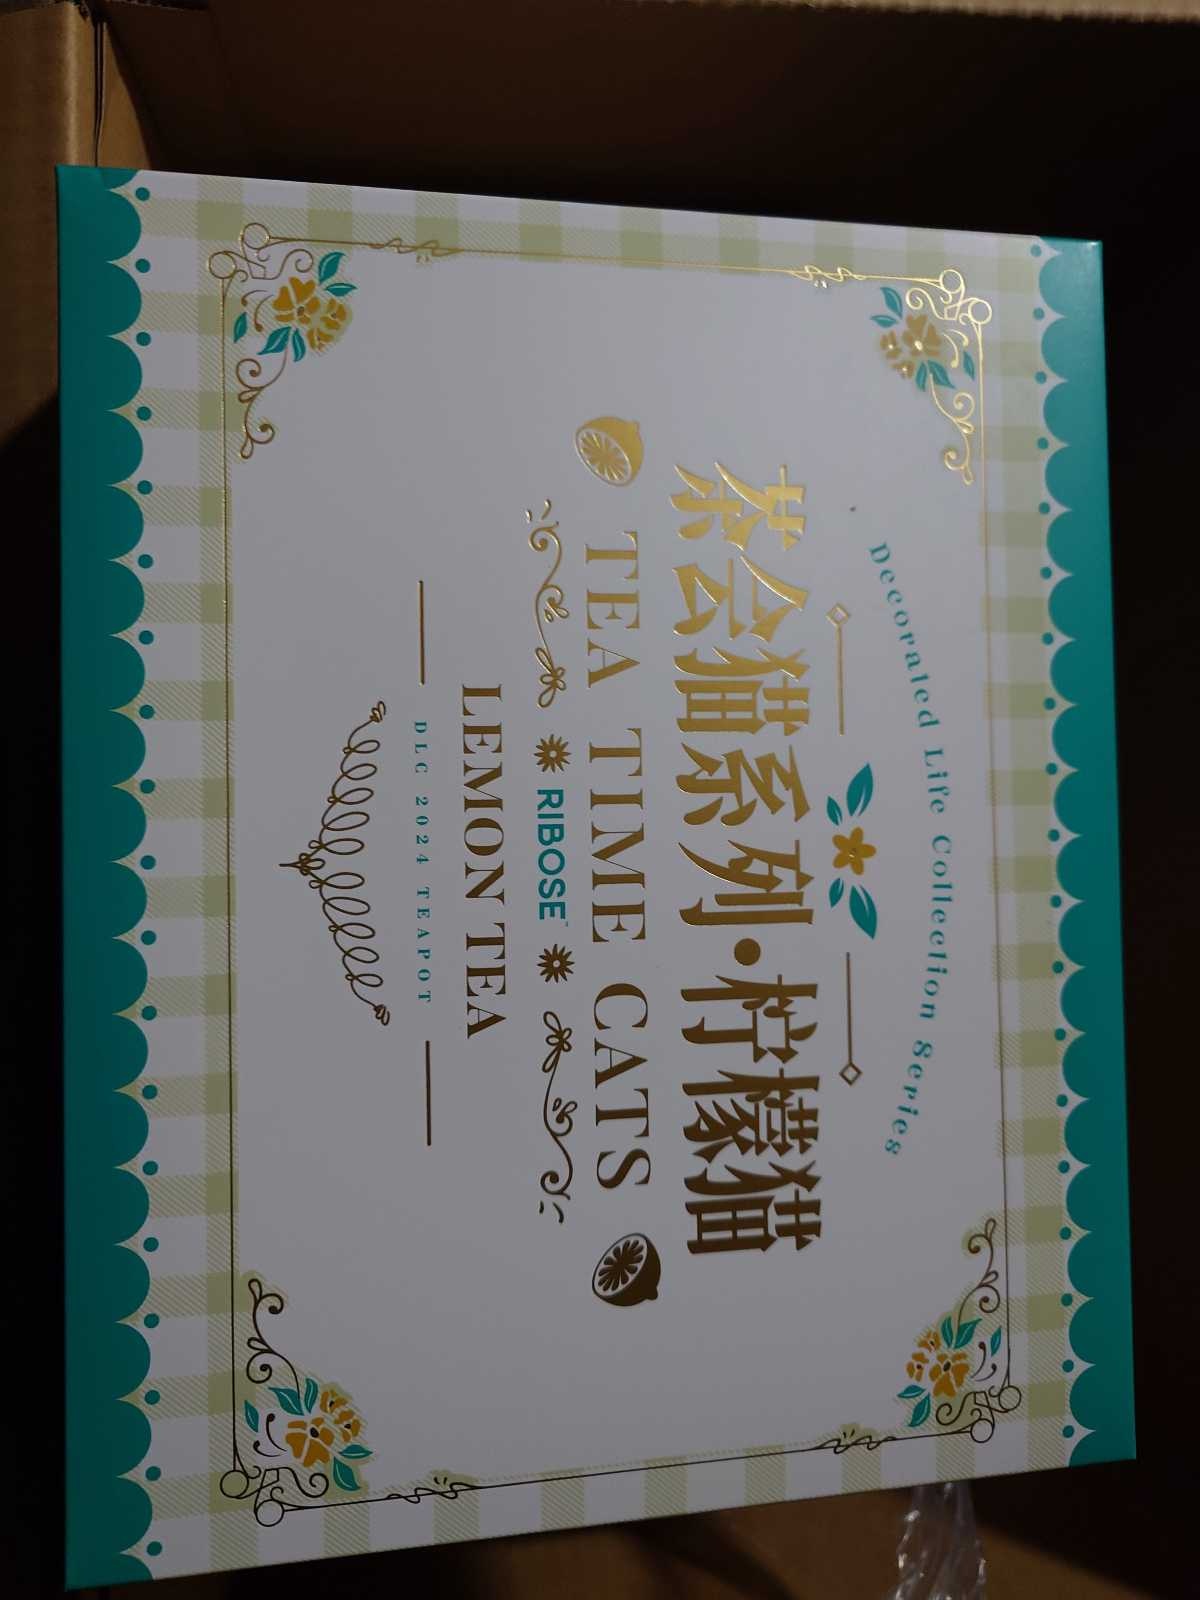 Decorated Life Collection Series
茶会猫系列·柠檬猫
TEA TIME CATS
RIBOSE™
LEMON TEA
DLC 2024 TEAPOT